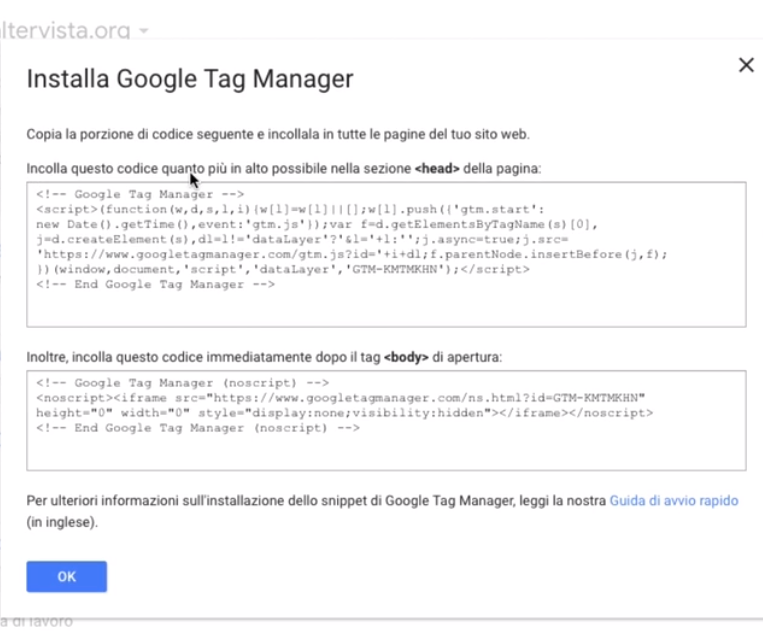 ltervista.org
Installa Google Tag Manager
Copia la porzione di codice seguente e incollala in tutte le pagine del tuo sito web.
Incolla questo codice quanto più in alto possibile nella sezione <head> della pagina:
<!-- Google Tag Manager -->
<script>(function(w,d,s,l,i){w[l]=w[l]||[];w[l].push({'gtm.start':
new Date().getTime(),event:'gtm.js'});var f=d.getElementsByTagName(s)[0],
j=d.createElement(s),dl=l!='dataLayer'?'&l='+l:'';j.async=true;j.src=
'https://www.googletagmanager.com/gtm.js?id='+i+dl;f.parentNode.insertBefore(j,f);
})(window,document,'script','dataLayer','GTM-KMTMKHN');</script>
<!-- End Google Tag Manager -->
Inoltre, incolla questo codice immediatamente dopo il tag <body> di apertura:
<!-- Google Tag Manager (noscript) -->
<noscript><iframe src="https://www.googletagmanager.com/ns.html?id=GTM-KMTMKHN"
height="0" width="0" style="display:none;visibility:hidden"></iframe></noscript>
<!-- End Google Tag Manager (noscript) -->
Per ulteriori informazioni sull'installazione dello snippet di Google Tag Manager, leggi la nostra Guida di avvio rapido
(in inglese).
OK
a di lavoro